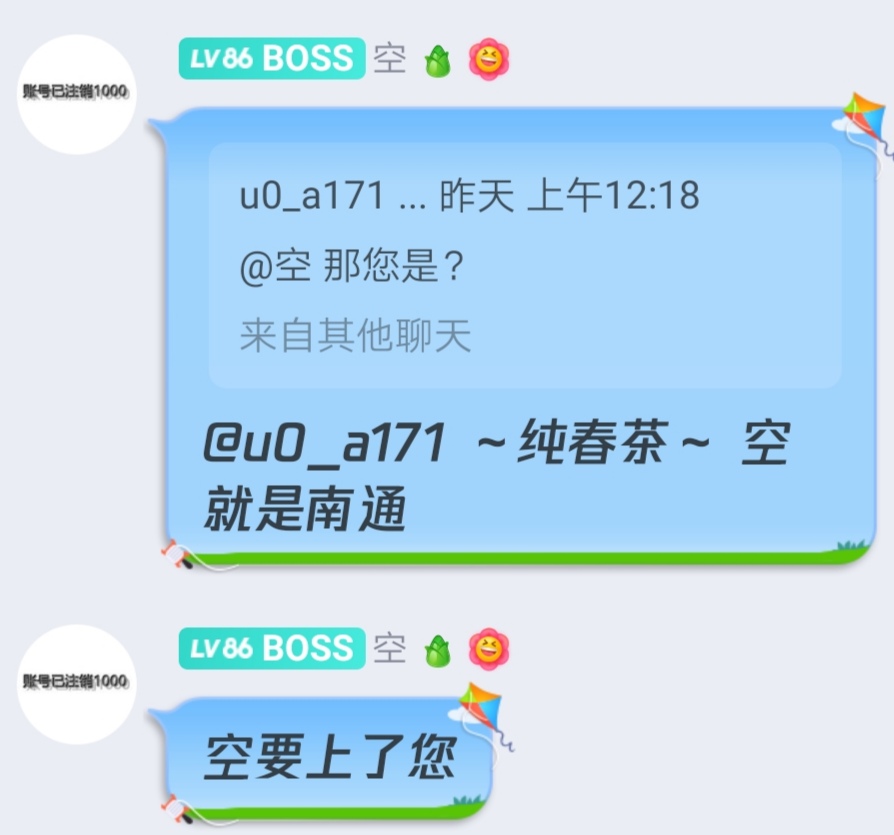 账号已注销1000
LV86 BOSS 空
u0_a171 ... 昨天 上午12:18
@空 那您是？
来自其他聊天
@u0_a171 ～纯春茶～ 空
就是南通
账号已注销1000
LV86 BOSS 空
空要上了您